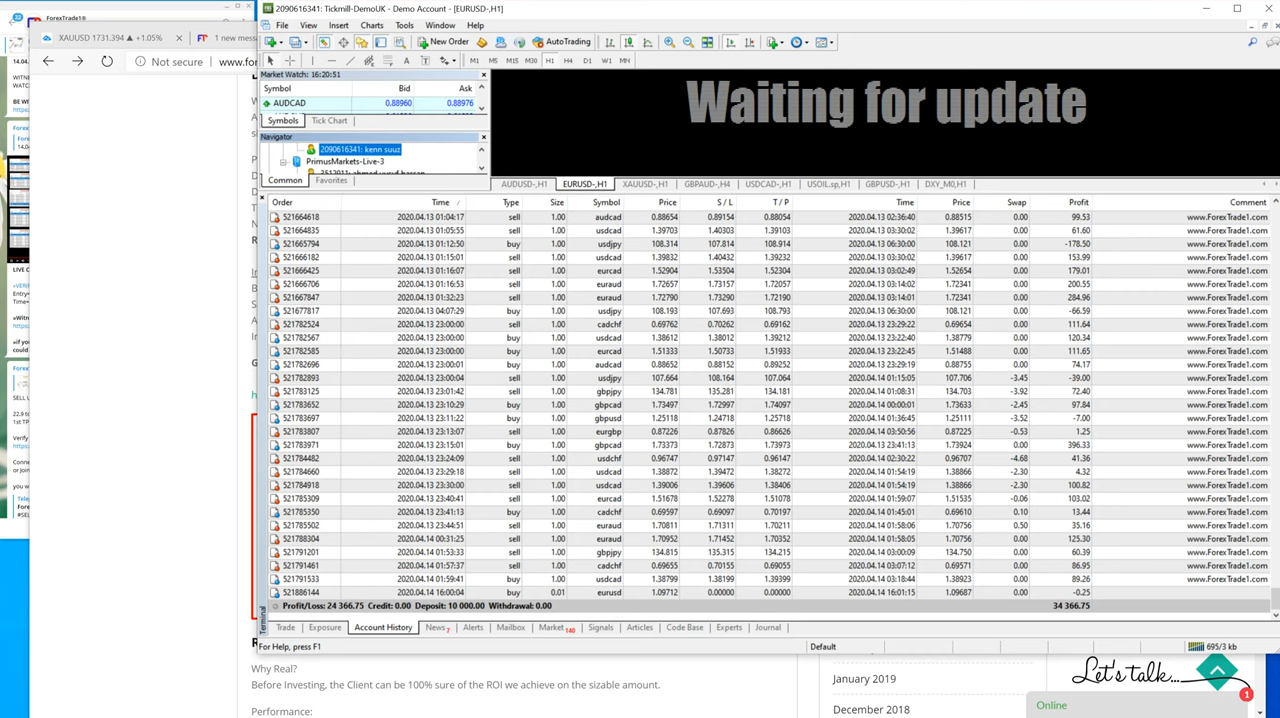 2090616341: Tickmill-DemoUK - Demo Account - [EURUSD-,H1]
File View Insert Charts Tools Window Help
New Order AutoTrading
M1 M5 M15 M30 H1 H4 D1 W1 MN
Market Watch: 16:20:51
Symbol Bid Ask
AUDCAD 0.88960 0.88976
Symbols Tick Chart
Navigator
2090616341: kenn suuz
PrimusMarkets-Live-3
Common Favorites
Waiting for update
AUDUSD-,H1 EURUSD-,H1 XAUUSD-,H1 GBPAUD-,H4 USDCAD-,H1 USOIL.sp,H1 GBPUSD-,H1 DXY_M0,H1
Order Time Type Size Symbol Price S / L T / P Time Price Swap Profit Comment
521664618 2020.04.13 01:04:17 sell 1.00 audcad 0.88654 0.89154 0.88054 2020.04.13 02:36:40 0.88515 0.00 99.53 www.ForexTrade1.com
521664835 2020.04.13 01:05:55 sell 1.00 usdcad 1.39703 1.40303 1.39103 2020.04.13 03:30:02 1.39617 0.00 61.60 www.ForexTrade1.com
521665794 2020.04.13 01:12:50 buy 1.00 usdjpy 108.314 107.814 108.914 2020.04.13 06:30:00 108.121 0.00 -178.50 www.ForexTrade1.com
521666182 2020.04.13 01:15:01 sell 1.00 usdcad 1.39832 1.40432 1.39232 2020.04.13 03:30:02 1.39617 0.00 153.99 www.ForexTrade1.com
521666425 2020.04.13 01:16:07 sell 1.00 eurcad 1.52904 1.53504 1.52304 2020.04.13 03:02:49 1.52654 0.00 179.01 www.ForexTrade1.com
521666706 2020.04.13 01:16:53 sell 1.00 euraud 1.72657 1.73157 1.72057 2020.04.13 03:14:02 1.72341 0.00 200.55 www.ForexTrade1.com
521667847 2020.04.13 01:32:23 sell 1.00 euraud 1.72790 1.73290 1.72190 2020.04.13 03:14:01 1.72341 0.00 284.96 www.ForexTrade1.com
521677817 2020.04.13 04:07:29 buy 1.00 usdjpy 108.193 107.693 108.793 2020.04.13 06:30:00 108.121 0.00 -66.59 www.ForexTrade1.com
521782524 2020.04.13 23:00:00 sell 1.00 cadchf 0.69762 0.70262 0.69162 2020.04.13 23:29:22 0.69654 0.00 111.64 www.ForexTrade1.com
521782567 2020.04.13 23:00:00 buy 1.00 usdcad 1.38612 1.38012 1.39212 2020.04.13 23:22:40 1.38779 0.00 120.34 www.ForexTrade1.com
521782585 2020.04.13 23:00:00 buy 1.00 eurcad 1.51333 1.50733 1.51933 2020.04.13 23:22:45 1.51488 0.00 111.65 www.ForexTrade1.com
521782696 2020.04.13 23:00:01 buy 1.00 audcad 0.88652 0.88152 0.89252 2020.04.13 23:29:19 0.88755 0.00 74.17 www.ForexTrade1.com
521782893 2020.04.13 23:00:04 sell 1.00 usdjpy 107.664 108.164 107.064 2020.04.14 01:15:05 107.706 -3.45 -39.00 www.ForexTrade1.com
521783125 2020.04.13 23:01:42 sell 1.00 gbpjpy 134.781 135.281 134.181 2020.04.14 01:08:31 134.703 -3.92 72.40 www.ForexTrade1.com
521783652 2020.04.13 23:10:29 buy 1.00 gbpcad 1.73497 1.72997 1.74097 2020.04.14 00:00:01 1.73633 -2.45 97.84 www.ForexTrade1.com
521783697 2020.04.13 23:11:22 buy 1.00 gbpusd 1.25118 1.24718 1.25718 2020.04.14 01:36:45 1.25111 -3.52 -7.00 www.ForexTrade1.com
521783807 2020.04.13 23:13:07 sell 1.00 eurgbp 0.87226 0.87826 0.86626 2020.04.14 03:50:56 0.87225 -0.53 1.25 www.ForexTrade1.com
521783971 2020.04.13 23:15:01 buy 1.00 gbpcad 1.73373 1.72873 1.73973 2020.04.13 23:41:13 1.73924 0.00 396.33 www.ForexTrade1.com
521784482 2020.04.13 23:24:09 sell 1.00 usdchf 0.96747 0.97147 0.96147 2020.04.14 02:30:22 0.96707 -4.68 41.36 www.ForexTrade1.com
521784660 2020.04.13 23:29:18 sell 1.00 usdcad 1.38872 1.39472 1.38272 2020.04.14 01:54:19 1.38866 -2.30 4.32 www.ForexTrade1.com
521784918 2020.04.13 23:30:00 sell 1.00 usdcad 1.39006 1.39606 1.38406 2020.04.14 01:54:19 1.38866 -2.30 100.82 www.ForexTrade1.com
521785309 2020.04.13 23:40:41 sell 1.00 eurcad 1.51678 1.52278 1.51078 2020.04.14 01:59:07 1.51535 -0.06 103.02 www.ForexTrade1.com
521785350 2020.04.13 23:41:13 buy 1.00 cadchf 0.69597 0.69097 0.70197 2020.04.14 01:45:01 0.69610 0.10 13.44 www.ForexTrade1.com
521785502 2020.04.13 23:44:51 sell 1.00 euraud 1.70811 1.71311 1.70211 2020.04.14 01:58:06 1.70756 0.50 35.16 www.ForexTrade1.com
521788304 2020.04.14 00:31:25 sell 1.00 euraud 1.70952 1.71452 1.70352 2020.04.14 01:58:05 1.70756 0.00 125.30 www.ForexTrade1.com
521791201 2020.04.14 01:53:33 sell 1.00 gbpjpy 134.815 135.315 134.215 2020.04.14 03:00:09 134.750 0.00 60.39 www.ForexTrade1.com
521791461 2020.04.14 01:57:37 sell 1.00 cadchf 0.69655 0.70155 0.69055 2020.04.14 03:07:12 0.69571 0.00 86.95 www.ForexTrade1.com
521791533 2020.04.14 01:59:41 buy 1.00 usdcad 1.38799 1.38199 1.39399 2020.04.14 03:18:44 1.38923 0.00 89.26 www.ForexTrade1.com
521886144 2020.04.14 16:00:04 buy 0.01 eurusd 1.09712 0.00000 0.00000 2020.04.14 16:01:15 1.09687 0.00 -0.25
Profit/Loss: 24 366.75 Credit: 0.00 Deposit: 10 000.00 Withdrawal: 0.00 34 366.75
Terminal
Trade Exposure Account History News 7 Alerts Mailbox Market 140 Signals Articles Code Base Experts Journal
For Help, press F1 Default 695/3 kb
ForexTrade1®
XAUUSD 1731.394 ▲ +1.05%
1 new mess
Not secure www.for
Why Real?
Before Investing, the Client can be 100% sure of the ROI we achieve on the sizable amount.
Performance:
January 2019
December 2018
Let's talk...
1
Online